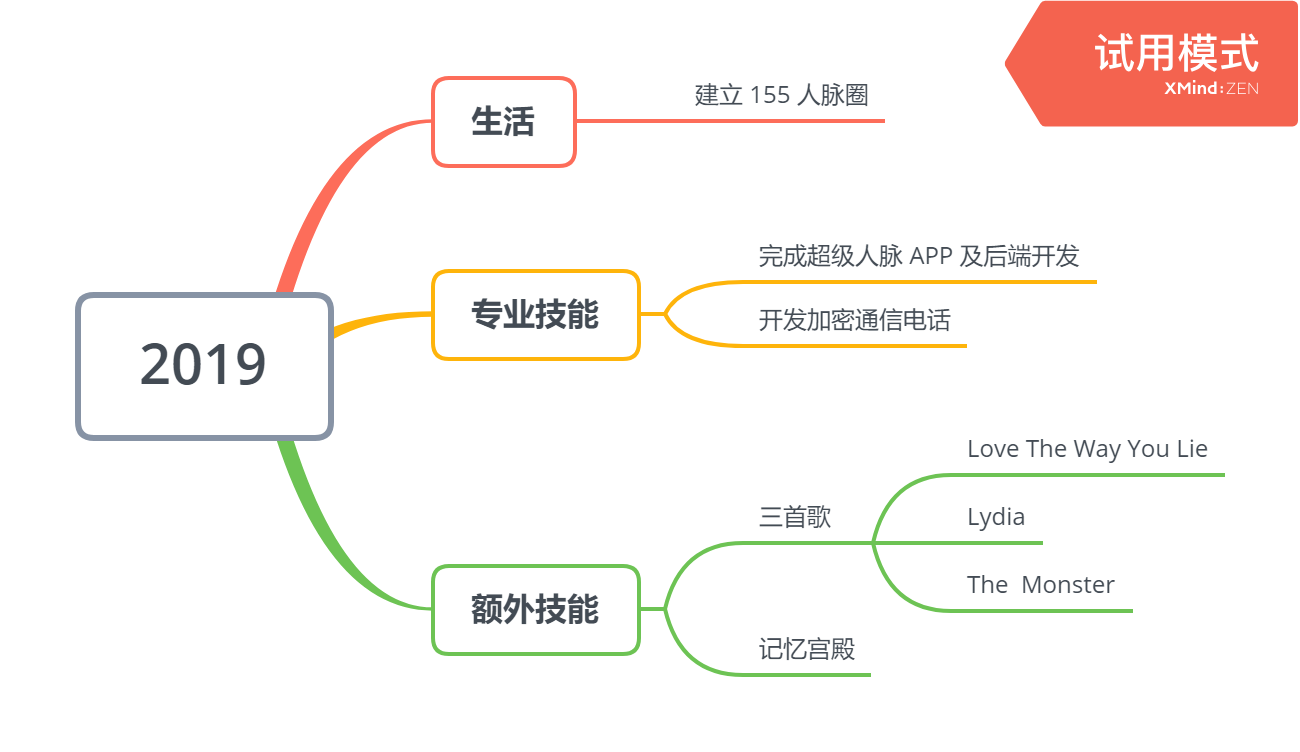 试用模式
XMind:ZEN
2019
生活
建立 155 人脉圈
专业技能
完成超级人脉 APP 及后端开发
开发加密通信电话
额外技能
三首歌
Love The Way You Lie
Lydia
The  Monster
记忆宫殿